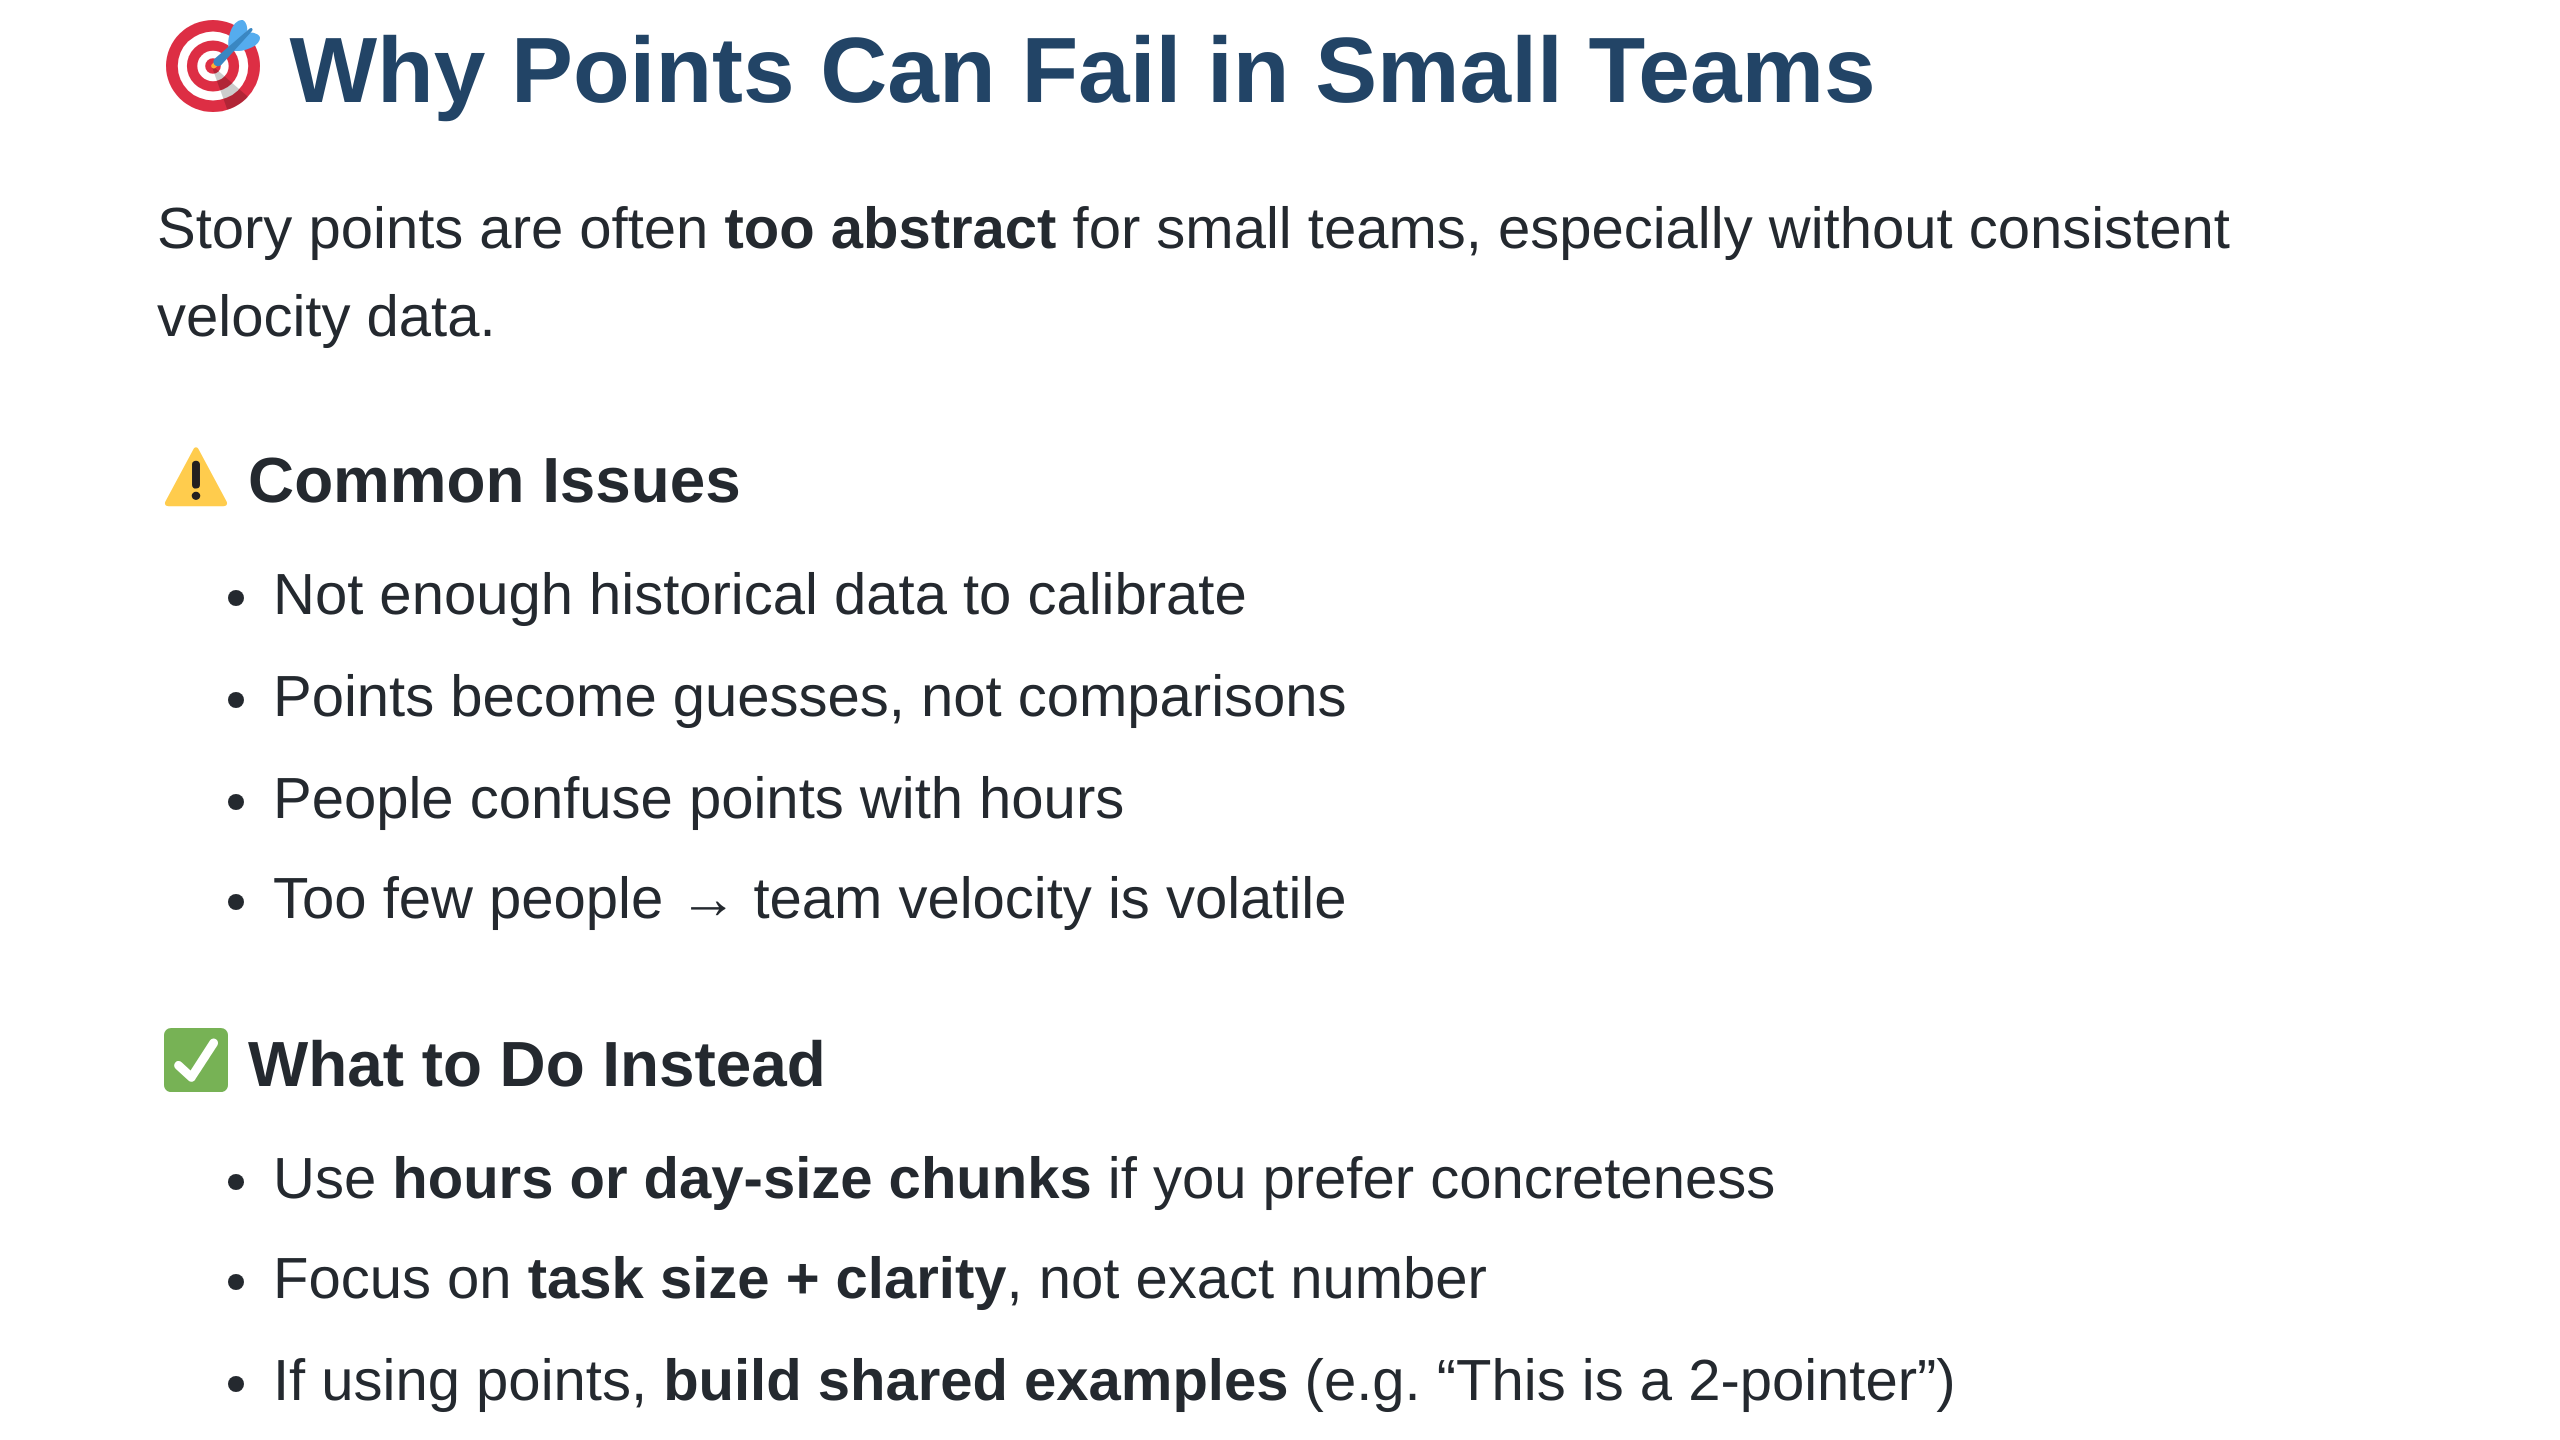 🎯 Why Points Can Fail in Small Teams
Story points are often too abstract for small teams, especially without consistent
velocity data.
⚠️ Common Issues
• Not enough historical data to calibrate
• Points become guesses, not comparisons
• People confuse points with hours
• Too few people → team velocity is volatile
✅ What to Do Instead
• Use hours or day-size chunks if you prefer concreteness
• Focus on task size + clarity, not exact number
• If using points, build shared examples (e.g. “This is a 2-pointer”)